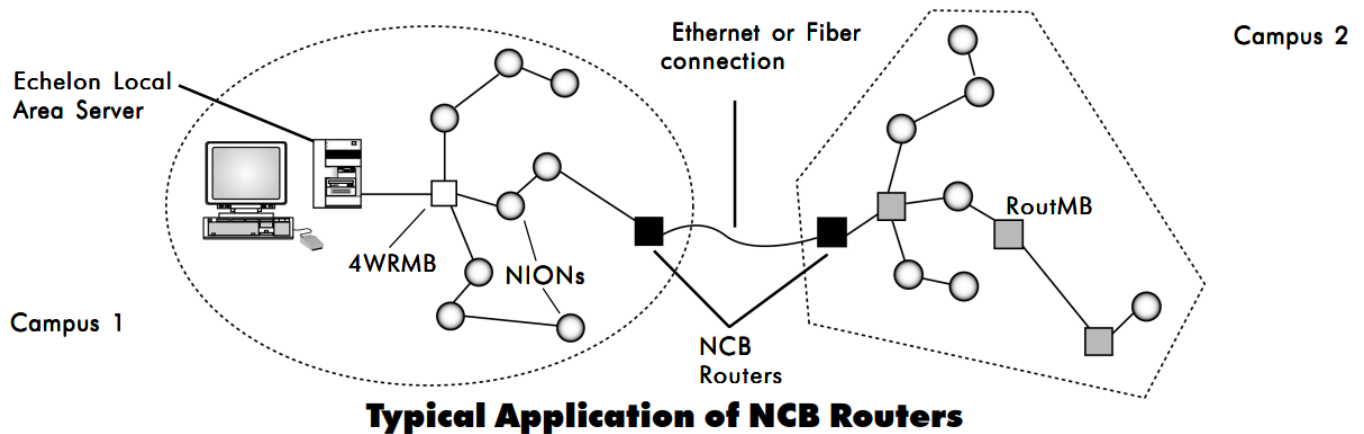 Ethernet or Fiber
connection
Campus 2
Echelon Local
Area Server
RoutMB
4WRMB
NIONs
Campus 1
NCB
Routers
Typical Application of NCB Routers